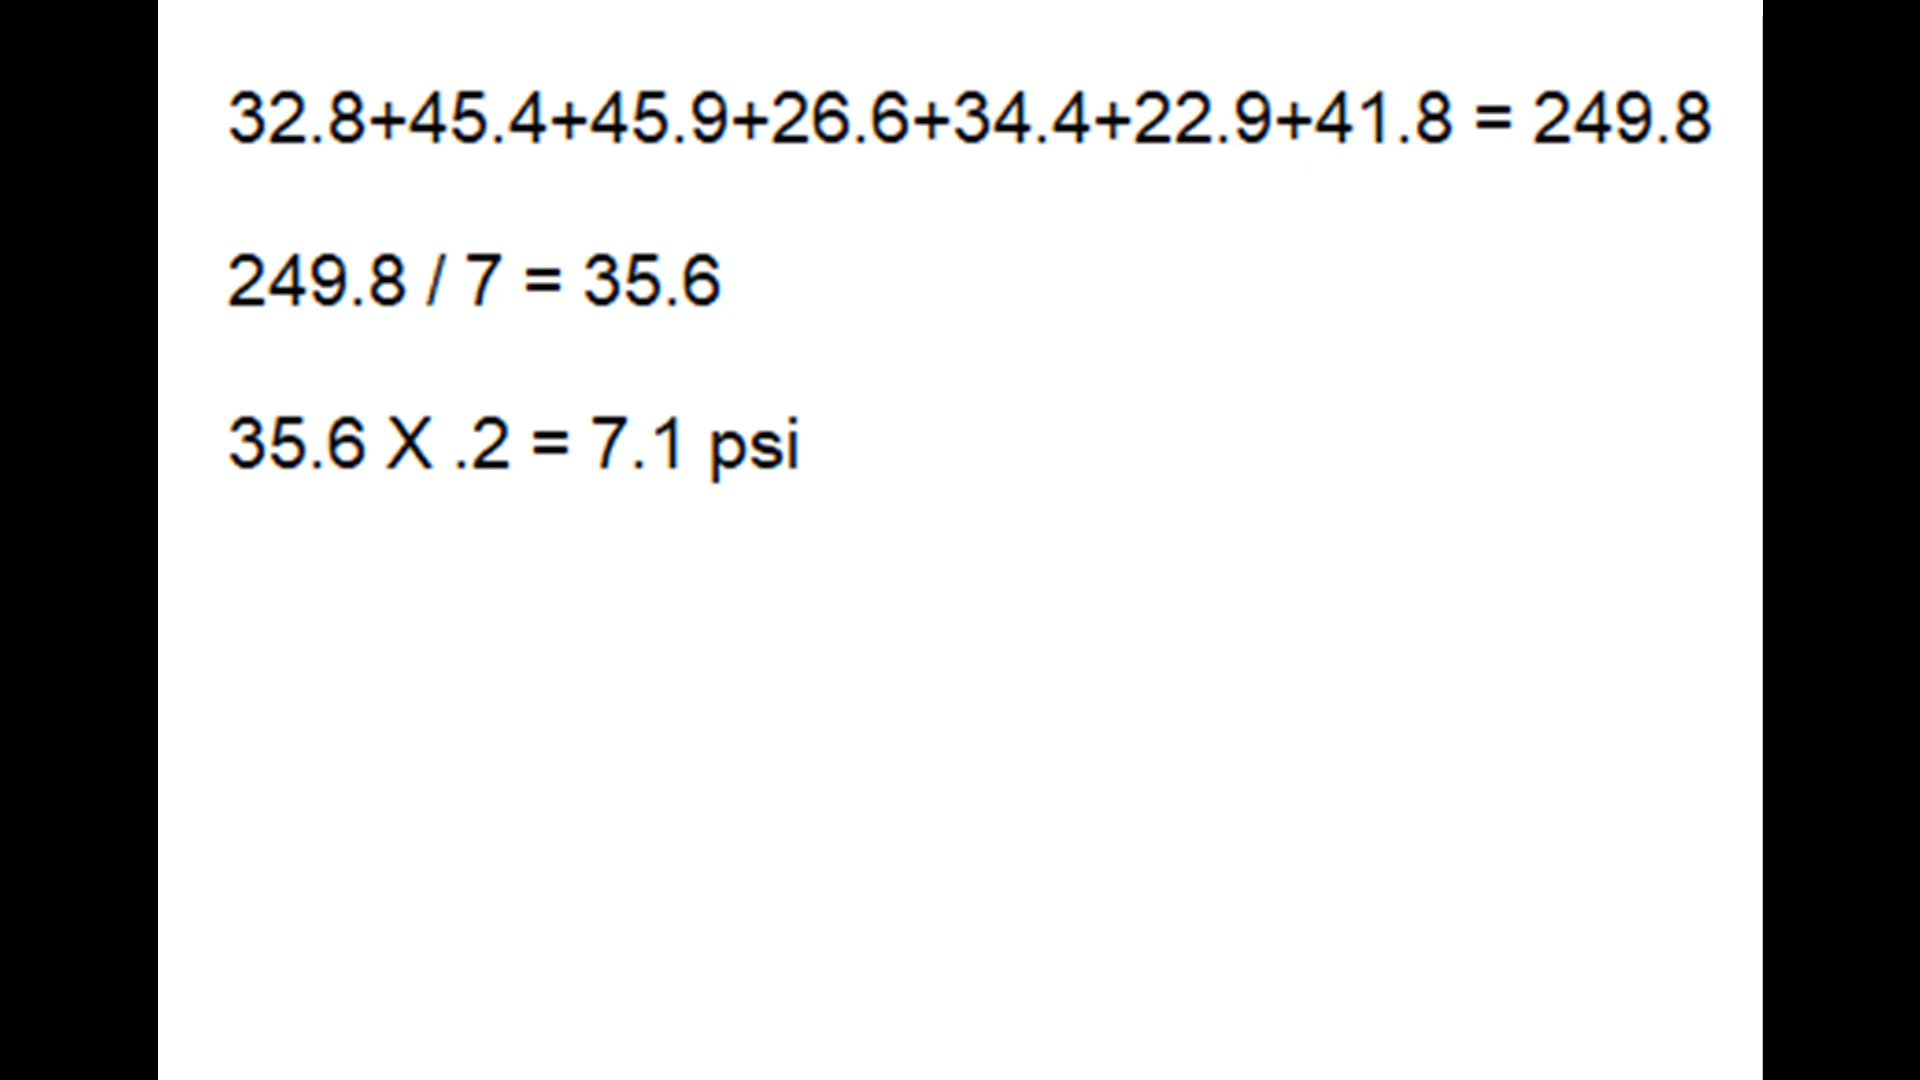 32.8+45.4+45.9+26.6+34.4+22.9+41.8 = 249.8
249.8 / 7 = 35.6
35.6 X .2 = 7.1 psi